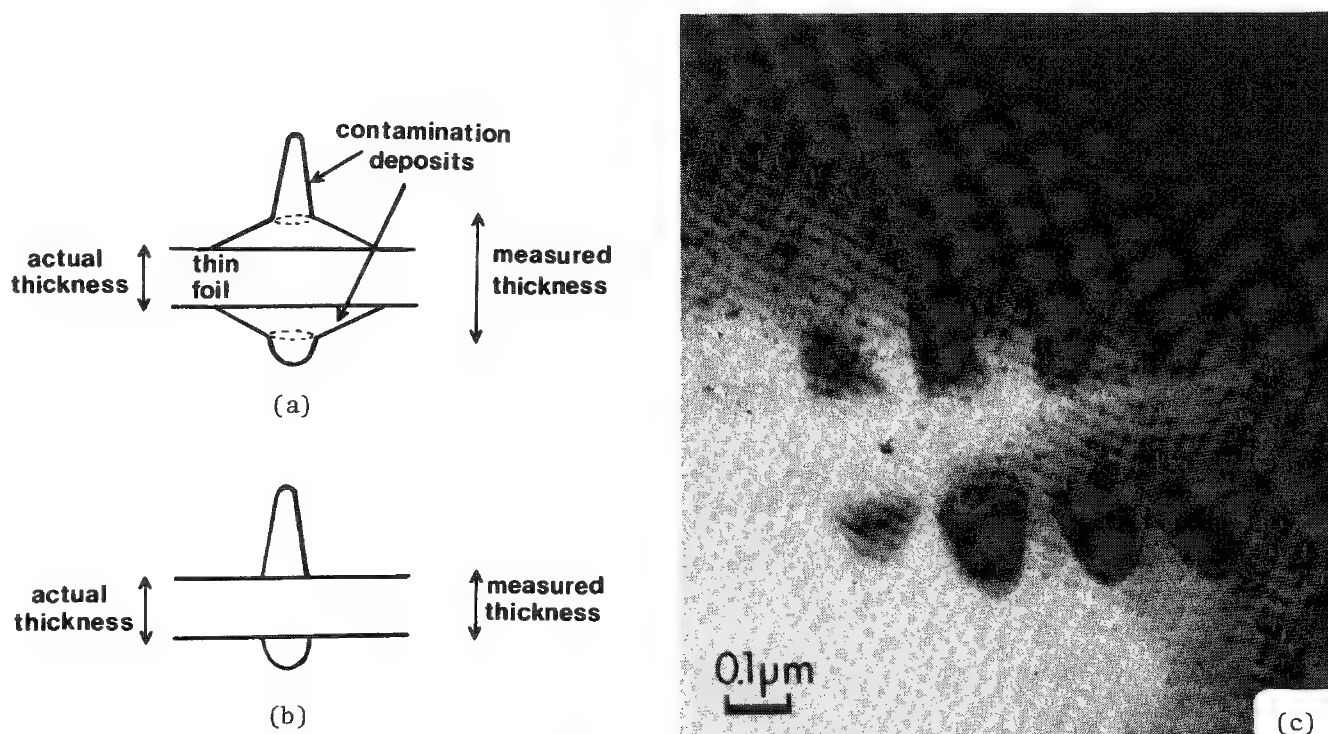 contamination
deposits
actual
thickness
thin
foil
measured
thickness
(a)
actual
thickness
measured
thickness
(b)
0.1µm
(c)